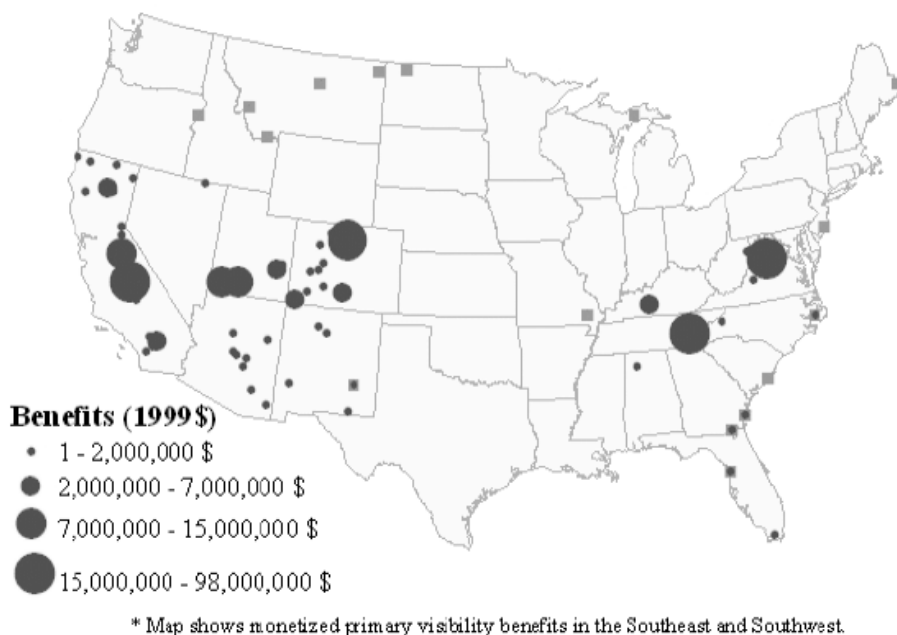 Benefits (1999$)
1 - 2,000,000 $
2,000,000 - 7,000,000 $
7,000,000 - 15,000,000 $
15,000,000 - 98,000,000 $
* Map shows monetized primary visibility benefits in the Southeast and Southwest.